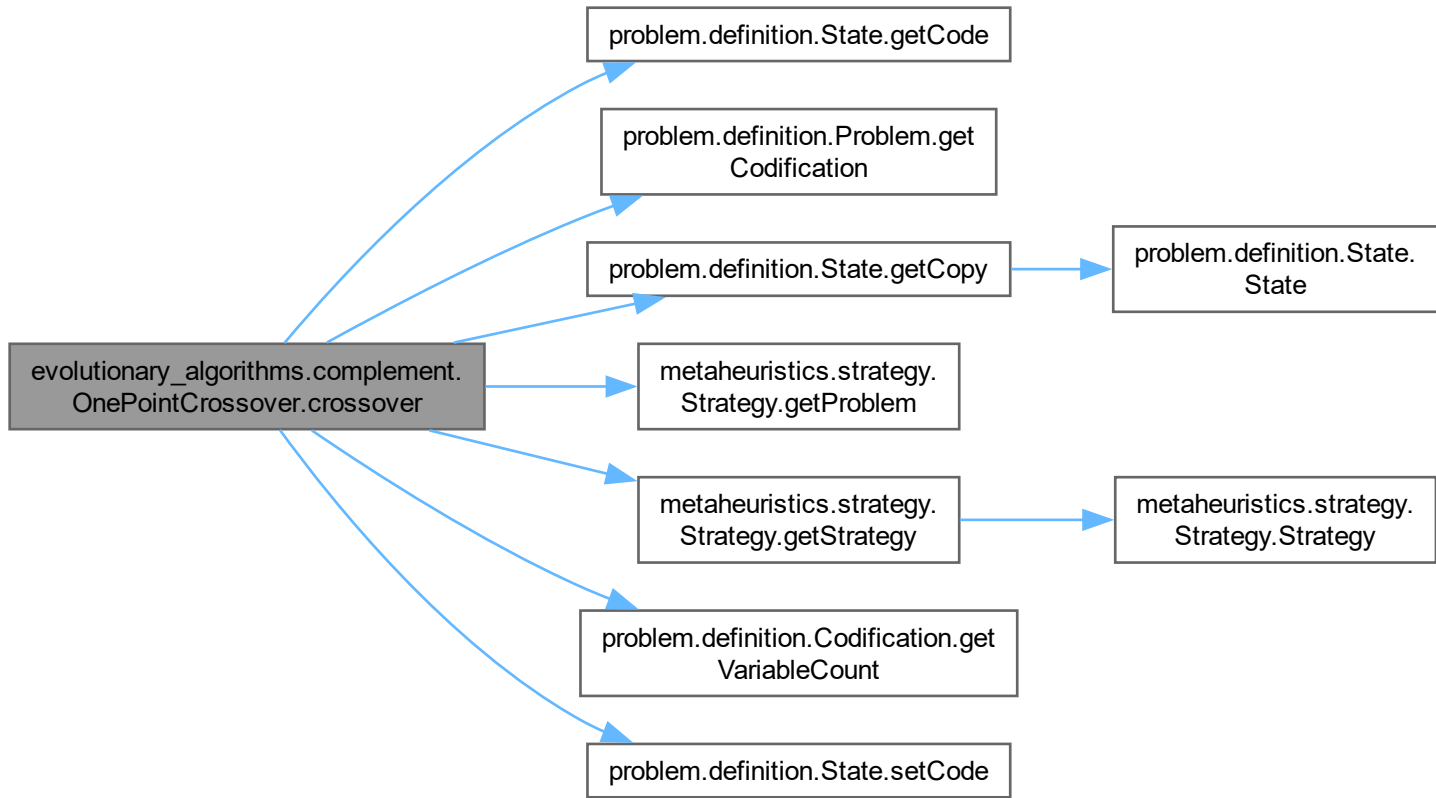 problem.definition.State.getCode
problem.definition.Problem.get
Codification
problem.definition.State.getCopy
problem.definition.State.
State
evolutionary_algorithms.complement.
OnePointCrossover.crossover
metaheuristics.strategy.
Strategy.getProblem
metaheuristics.strategy.
Strategy.getStrategy
metaheuristics.strategy.
Strategy.Strategy
problem.definition.Codification.get
VariableCount
problem.definition.State.setCode